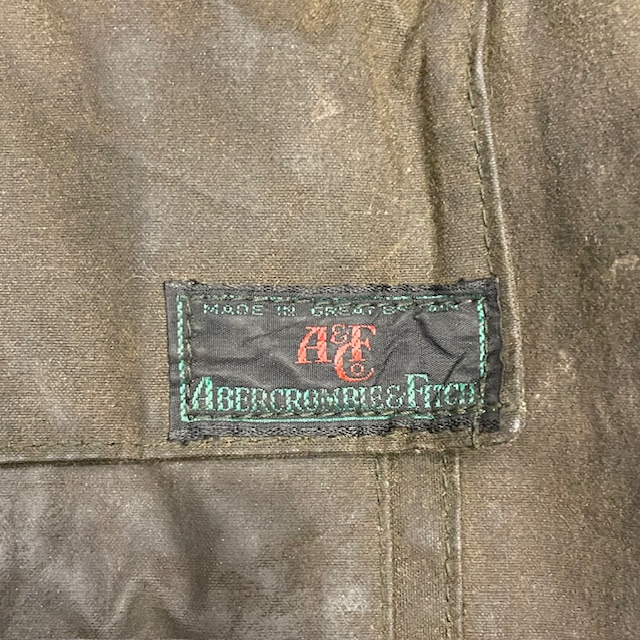 MADE IN GREAT BRITAIN
A&F
Co
ABERCROMBIE & FITCH